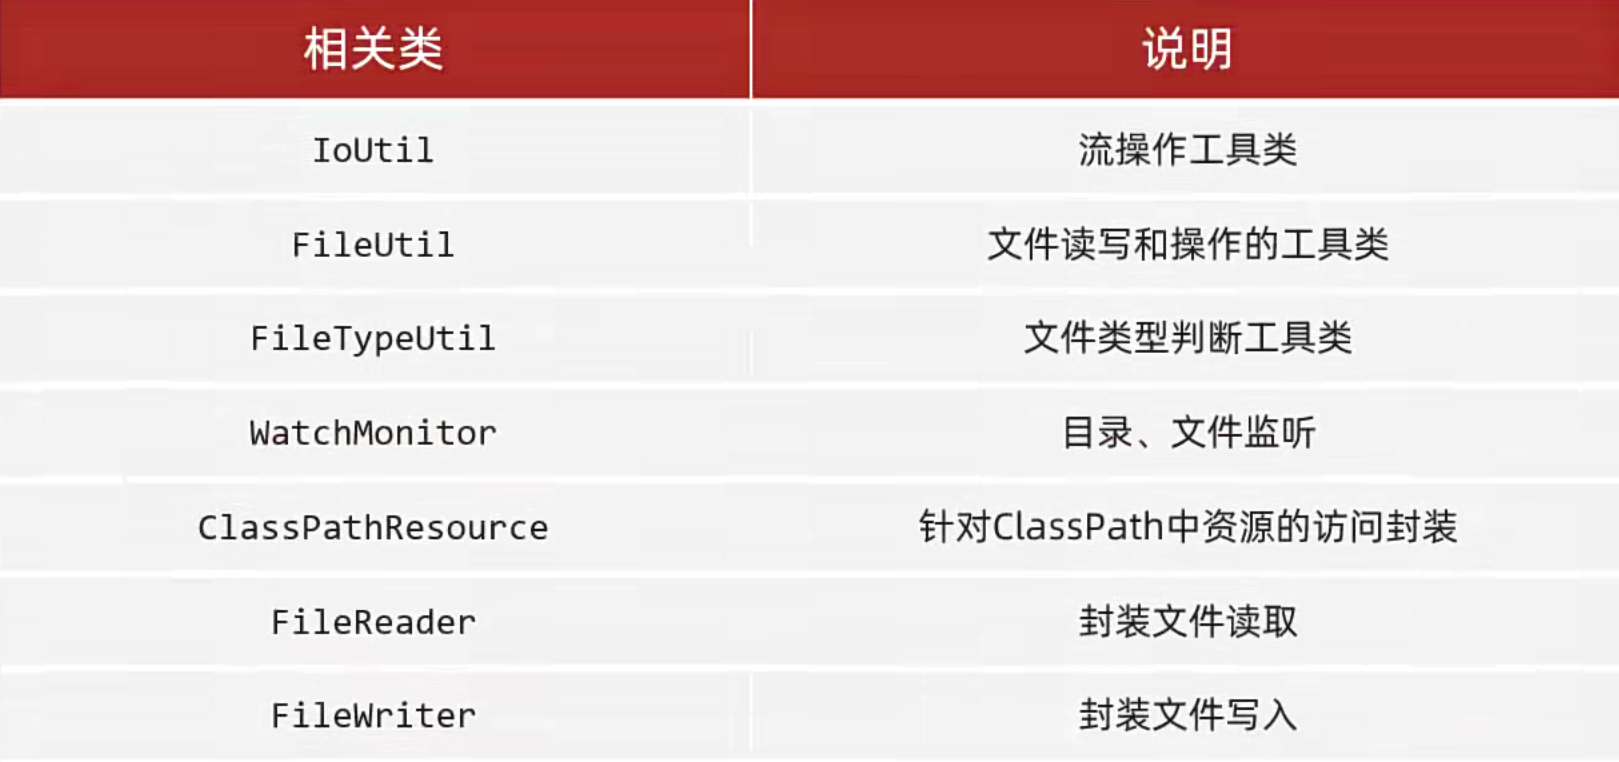 相关类 说明
IoUtil 流操作工具类
FileUtil 文件读写和操作的工具类
FileTypeUtil 文件类型判断工具类
WatchMonitor 目录、文件监听
ClassPathResource 针对ClassPath中资源的访问封装
FileReader 封装文件读取
FileWriter 封装文件写入